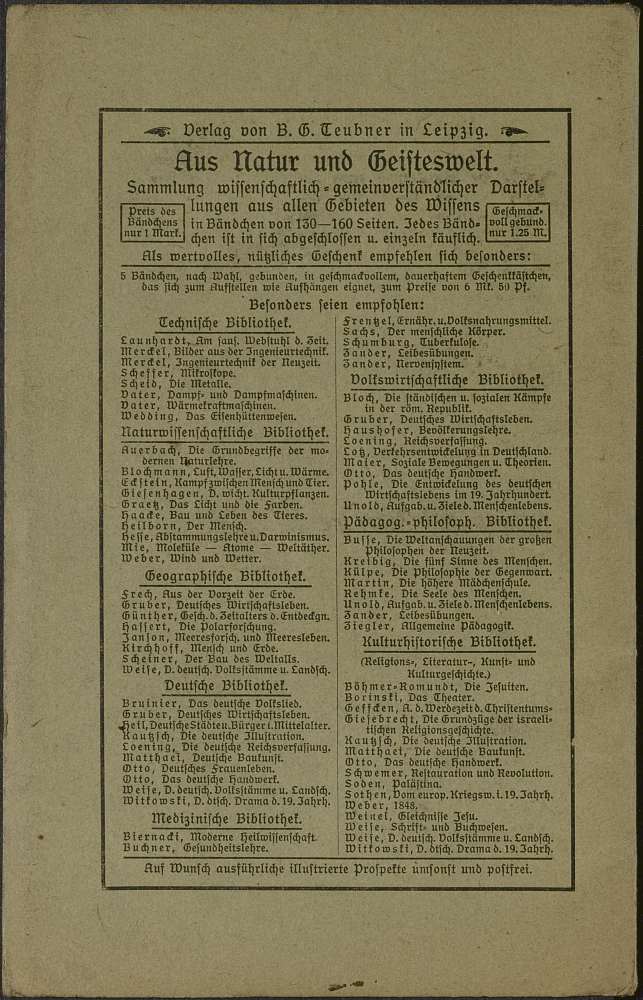 Verlag von B. G. Teubner in Leipzig.
Aus Natur und Geisteswelt.
Sammlung wissenschaftlich-gemeinverständlicher Darstel-
lungen aus allen Gebieten des Wissens
Preis des
Bändchens
nur 1 Mark.
in Bändchen von 130—160 Seiten. Jedes Bänd-
chen ist in sich abgeschlossen u. einzeln käuflich.
Geschmack-
voll gebund.
nur 1.25 M.
Als wertvolles, nützliches Geschenk empfehlen sich besonders:
5 Bändchen, nach Wahl, gebunden, in geschmackvollem, dauerhaftem Geschenkkästchen,
das sich zum Aufstellen wie Aufhängen eignet, zum Preise von 6 Mk. 50 Pf.
Besonders seien empfohlen:
Technische Bibliothek.
Launhardt, Am saus. Webstuhl d. Zeit.
Merckel, Bilder aus der Ingenieurtechnik.
Merckel, Ingenieurtechnik der Neuzeit.
Scheffer, Mikroskope.
Scheid, Die Metalle.
Vater, Dampf- und Dampfmaschinen.
Vater, Wärmekraftmaschinen.
Wedding, Das Eisenhüttenwesen.
Naturwissenschaftliche Bibliothek.
Auerbach, Die Grundbegriffe der mo-
dernen Naturlehre.
Blochmann, Luft, Wasser, Licht u. Wärme.
Eckstein, Kampf zwischen Mensch und Tier.
Giesenhagen, D. wicht. Kulturpflanzen.
Graetz, Das Licht und die Farben.
Haacke, Bau und Leben des Tieres.
Heilborn, Der Mensch.
Hesse, Abstammungslehre u. Darwinismus.
Mie, Moleküle — Atome — Weltäther.
Weber, Wind und Wetter.
Geographische Bibliothek.
Frech, Aus der Vorzeit der Erde.
Gruber, Deutsches Wirtschaftsleben.
Günther, Gesch. d. Zeitalters d. Entdeckgn.
Hassert, Die Polarforschung.
Janson, Meeresforsch. und Meeresleben.
Kirchhoff, Mensch und Erde.
Scheiner, Der Bau des Weltalls.
Weise, D. deutsch. Volksstämme u. Landsch.
Deutsche Bibliothek.
Bruinier, Das deutsche Volkslied.
Gruber, Deutsches Wirtschaftsleben.
Heil, Deutsche Städte u. Bürger i. Mittelalter.
Kautzsch, Die deutsche Illustration.
Loening, Die deutsche Reichsverfassung.
Matthaei, Deutsche Baukunst.
Otto, Deutsches Frauenleben.
Otto, Das deutsche Handwerk.
Weise, D. deutsch. Volksstämme u. Landsch.
Witkowski, D. dtsch. Drama d. 19. Jahrh.
Medizinische Bibliothek.
Biernacki, Moderne Heilwissenschaft.
Buchner, Gesundheitslehre.
Frentzel, Ernähr. u. Volksnahrungsmittel.
Sachs, Der menschliche Körper.
Schumburg, Tuberkulose.
Zander, Leibesübungen.
Zander, Nervensystem.
Volkswirtschaftliche Bibliothek.
Bloch, Die ständischen u. sozialen Kämpfe
in der röm. Republik.
Gruber, Deutsches Wirtschaftsleben.
Haushofer, Bevölkerungslehre.
Loening, Reichsverfassung.
Lotz, Verkehrsentwickelung in Deutschland.
Maier, Soziale Bewegungen u. Theorien.
Otto, Das deutsche Handwerk.
Pohle, Die Entwickelung des deutschen
Wirtschaftslebens im 19. Jahrhundert.
Unold, Aufgab. u. Ziele d. Menschenlebens.
Pädagog.-philosoph. Bibliothek.
Busse, Die Weltanschauungen der großen
Philosophen der Neuzeit.
Kreibig, Die fünf Sinne des Menschen.
Külpe, Die Philosophie der Gegenwart.
Martin, Die höhere Mädchenschule.
Rehmke, Die Seele des Menschen.
Unold, Aufgab. u. Ziele d. Menschenlebens.
Zander, Leibesübungen.
Ziegler, Allgemeine Pädagogik.
Kulturhistorische Bibliothek.
(Religions-, Literatur-, Kunst- und
Kulturgeschichte.)
Böhmer-Romundt, Die Jesuiten.
Borinski, Das Theater.
Geffcken, A. d. Werdezeit d. Christentums.
Giesebrecht, Die Grundzüge der israeli-
tischen Religionsgeschichte.
Kautzsch, Die deutsche Illustration.
Matthaei, Die deutsche Baukunst.
Otto, Das deutsche Handwerk.
Schwemer, Restauration und Revolution.
Soden, Palästina.
Sothen, Vom europ. Kriegsw. i. 19. Jahrh.
Weber, 1848.
Weinel, Gleichnisse Jesu.
Weise, Schrift- und Buchwesen.
Weise, D. deutsch. Volksstämme u. Landsch.
Witkowski, D. dtsch. Drama d. 19. Jahrh.
Auf Wunsch ausführliche illustrierte Prospekte umsonst und postfrei.